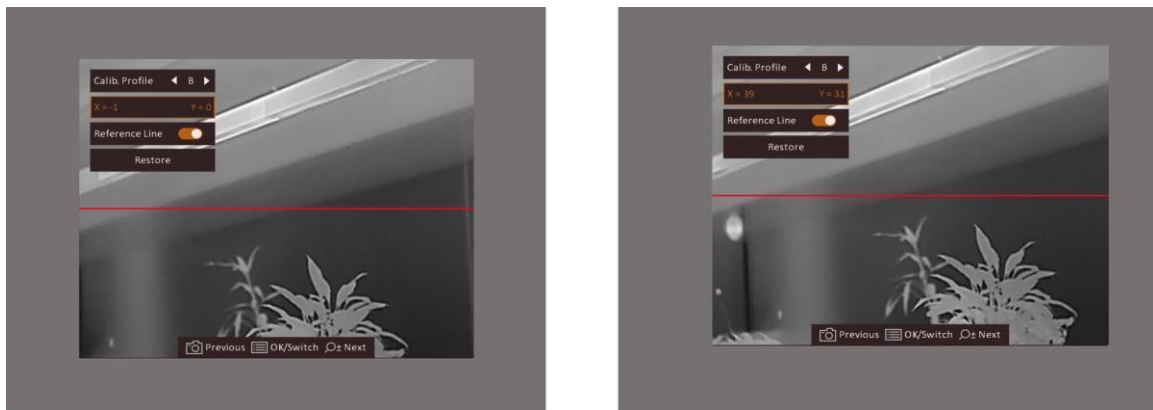 Calib. Profile ◀ B ▶
X = -1 Y = 0
Reference Line
Restore
Previous OK/Switch ± Next
Calib. Profile ◀ B ▶
X = 39 Y = 31
Reference Line
Restore
Previous OK/Switch ± Next